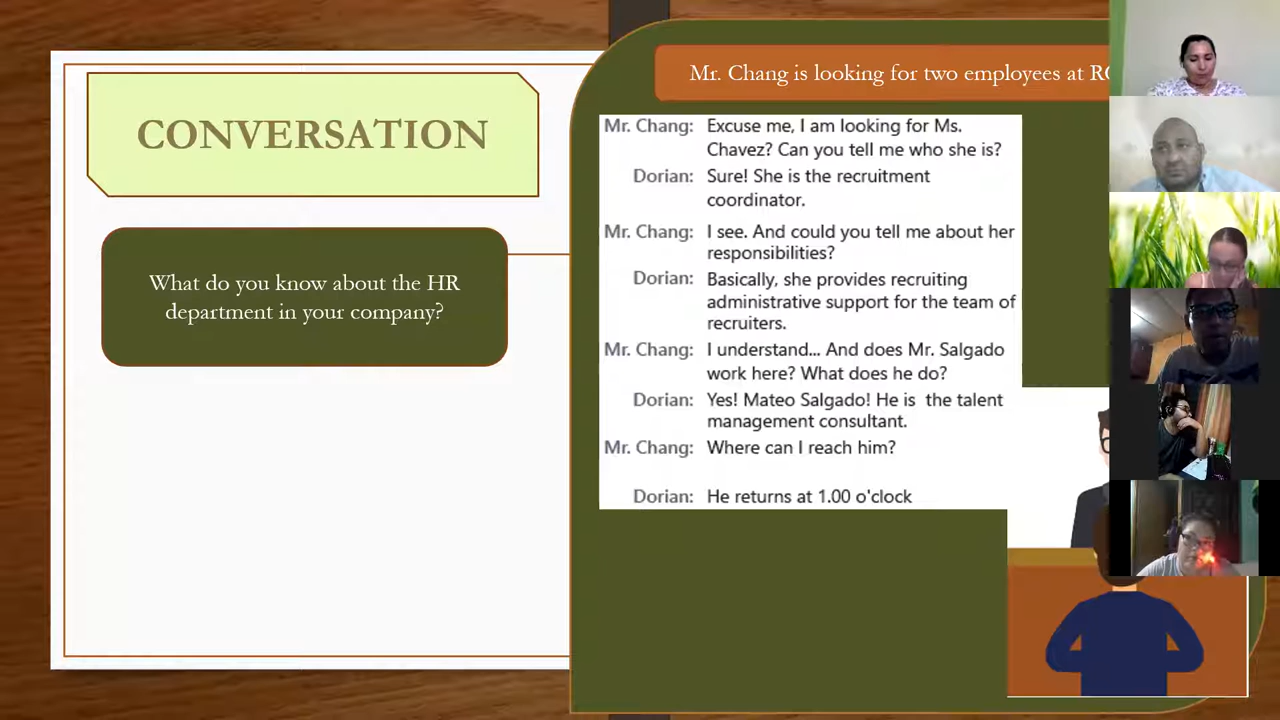 CONVERSATION
What do you know about the HR
department in your company?
Mr. Chang is looking for two employees at
Mr. Chang: Excuse me, I am looking for Ms.
Chavez? Can you tell me who she is?
Dorian: Sure! She is the recruitment
coordinator.
Mr. Chang: I see. And could you tell me about her
responsibilities?
Dorian: Basically, she provides recruiting
administrative support for the team of
recruiters.
Mr. Chang: I understand... And does Mr. Salgado
work here? What does he do?
Dorian: Yes! Mateo Salgado! He is the talent
management consultant.
Mr. Chang: Where can I reach him?
Dorian: He returns at 1.00 o'clock